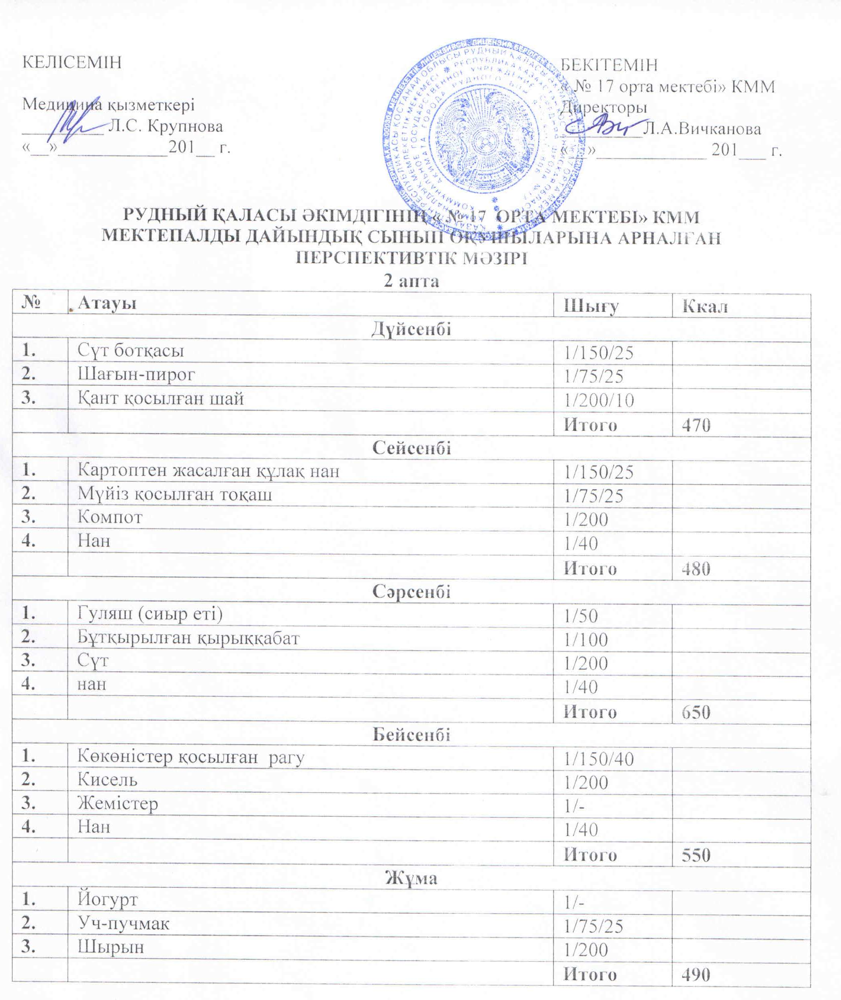 КЕЛІСЕМІН
Медицина қызметкері
_________Л.С. Крупнова
«__»____________201__ г.
БЕКІТЕМІН
« № 17 орта мектебі» КММ
Директоры
_________Л.А.Вичканова
«__»____________ 201___ г.
РУДНЫЙ ҚАЛАСЫ ӘКІМДІГІНІҢ « № 17 ОРТА МЕКТЕБІ» КММ
МЕКТЕПАЛДЫ ДАЙЫНДЫҚ СЫНЫП ОҚУШЫЛАРЫНА АРНАЛҒАН
ПЕРСПЕКТИВТІК МӘЗІРІ
2 апта
№ Атауы Шығу Ккал
Дүйсенбі
1. Сүт ботқасы 1/150/25
2. Шағын-пирог 1/75/25
3. Қант қосылған шай 1/200/10
Итого 470
Сейсенбі
1. Картоптен жасалған құлақ нан 1/150/25
2. Мүйіз қосылған тоқаш 1/75/25
3. Компот 1/200
4. Нан 1/40
Итого 480
Сәрсенбі
1. Гуляш (сиыр еті) 1/50
2. Бұтқырылған қырыққабат 1/100
3. Сүт 1/200
4. нан 1/40
Итого 650
Бейсенбі
1. Көкөністер қосылған рагу 1/150/40
2. Кисель 1/200
3. Жемістер 1/-
4. Нан 1/40
Итого 550
Жұма
1. Йогурт 1/-
2. Уч-пучмак 1/75/25
3. Шырын 1/200
Итого 490